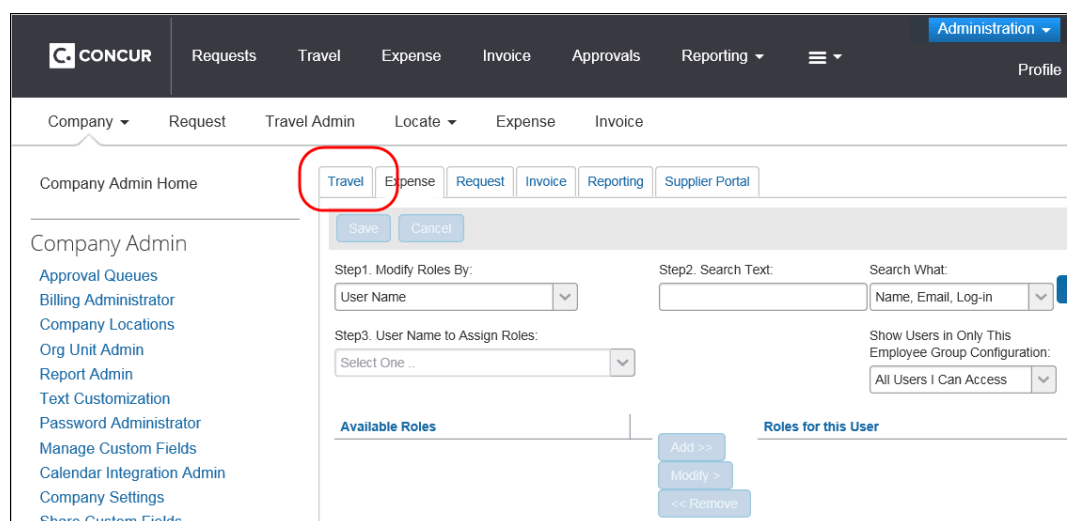 Administration
C. CONCUR Requests Travel Expense Invoice Approvals Reporting
Profile
Company Request Travel Admin Locate Expense Invoice
Company Admin Home
Travel Expense Request Invoice Reporting Supplier Portal
Save Cancel
Company Admin
Approval Queues
Billing Administrator
Company Locations
Org Unit Admin
Report Admin
Text Customization
Password Administrator
Manage Custom Fields
Calendar Integration Admin
Company Settings
Share Custom Fields
Step1. Modify Roles By: Step2. Search Text: Search What:
User Name Name, Email, Log-in
Step3. User Name to Assign Roles: Show Users in Only This
Employee Group Configuration:
Select One ..
All Users I Can Access
Available Roles Roles for this User
Add >>
Modify >
<< Remove